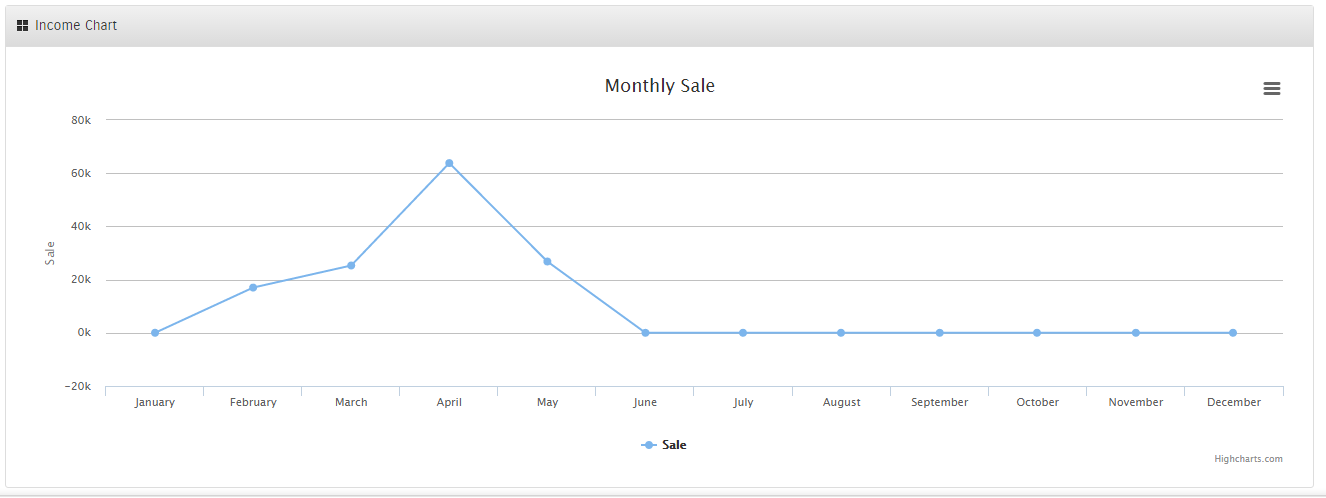 Income Chart
Monthly Sale
80k
60k
40k
20k
0k
−20k
Sale
January February March April May June July August September October November December
Sale
Highcharts.com